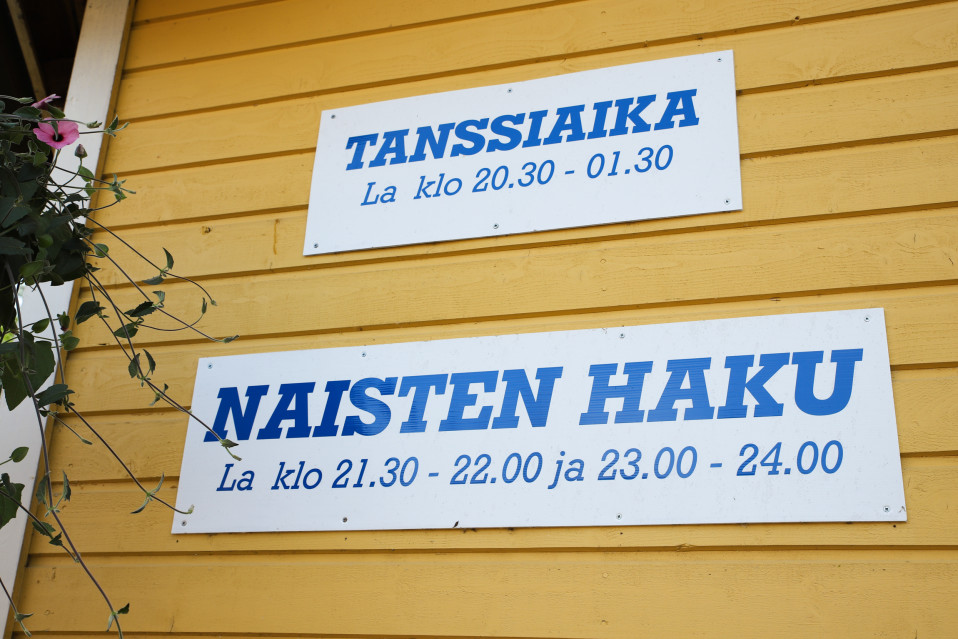 TANSSIAIKA
La klo 20.30 - 01.30
NAISTEN HAKU
La klo 21.30 - 22.00 ja 23.00 - 24.00